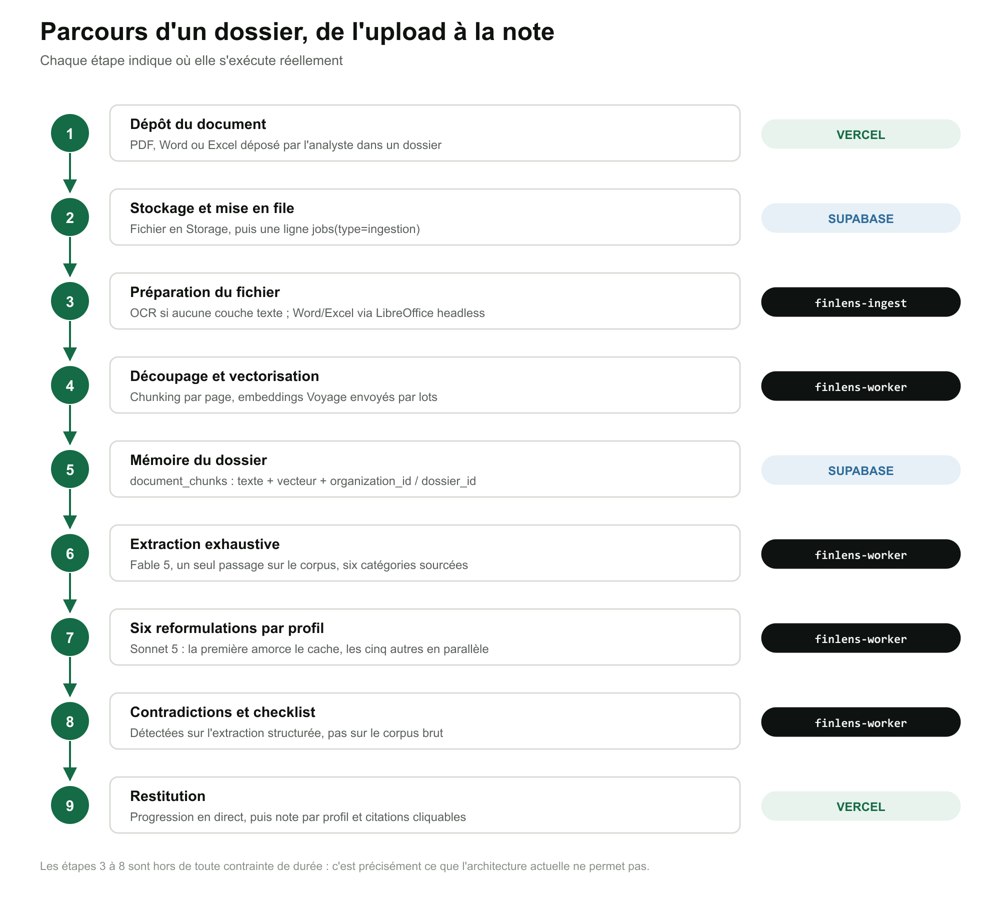 Parcours d'un dossier, de l'upload à la note
Chaque étape indique où elle s'exécute réellement
1
Dépôt du document
PDF, Word ou Excel déposé par l'analyste dans un dossier
VERCEL
2
Stockage et mise en file
Fichier en Storage, puis une ligne jobs(type=ingestion)
SUPABASE
3
Préparation du fichier
OCR si aucune couche texte ; Word/Excel via LibreOffice headless
finlens-ingest
4
Découpage et vectorisation
Chunking par page, embeddings Voyage envoyés par lots
finlens-worker
5
Mémoire du dossier
document_chunks : texte + vecteur + organization_id / dossier_id
SUPABASE
6
Extraction exhaustive
Fable 5, un seul passage sur le corpus, six catégories sourcées
finlens-worker
7
Six reformulations par profil
Sonnet 5 : la première amorce le cache, les cinq autres en parallèle
finlens-worker
8
Contradictions et checklist
Détectées sur l'extraction structurée, pas sur le corpus brut
finlens-worker
9
Restitution
Progression en direct, puis note par profil et citations cliquables
VERCEL
Les étapes 3 à 8 sont hors de toute contrainte de durée : c'est précisément ce que l'architecture actuelle ne permet pas.